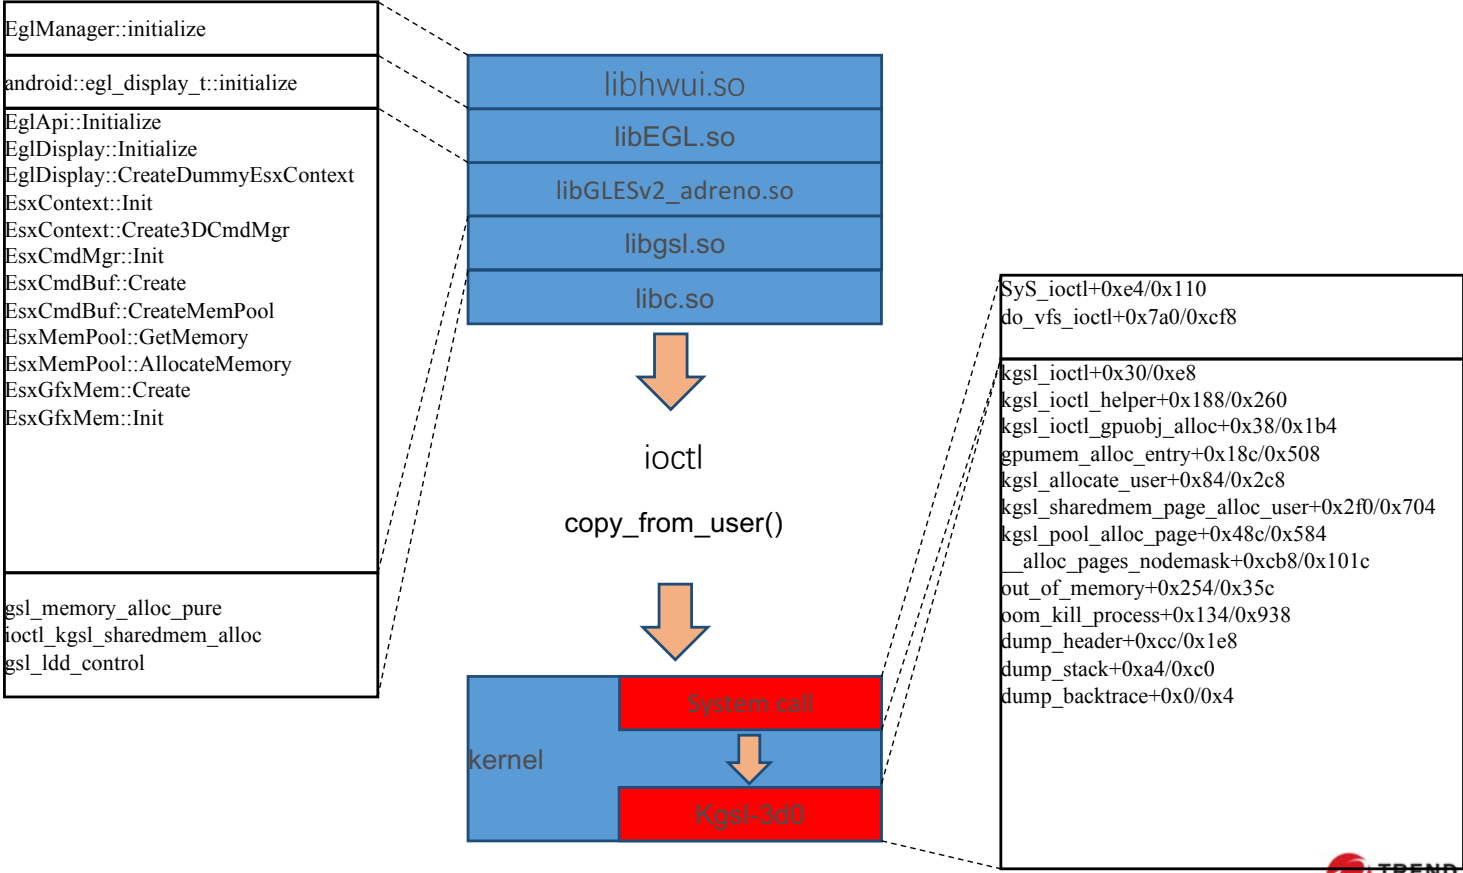 EglManager::initialize
android::egl_display_t::initialize
EglApi::Initialize
EglDisplay::Initialize
EglDisplay::CreateDummyEsxContext
EsxContext::Init
EsxContext::Create3DCmdMgr
EsxCmdMgr::Init
EsxCmdBuf::Create
EsxCmdBuf::CreateMemPool
EsxMemPool::GetMemory
EsxMemPool::AllocateMemory
EsxGfxMem::Create
EsxGfxMem::Init
gsl_memory_alloc_pure
ioctl_kgsl_sharedmem_alloc
gsl_ldd_control
libhwui.so
libEGL.so
libGLESv2_adreno.so
libgsl.so
libc.so
ioctl
copy_from_user()
System call
kernel
Kgsl-3d0
SyS_ioctl+0xe4/0x110
do_vfs_ioctl+0x7a0/0xcf8
kgsl_ioctl+0x30/0xe8
kgsl_ioctl_helper+0x188/0x260
kgsl_ioctl_gpuobj_alloc+0x38/0x1b4
gpumem_alloc_entry+0x18c/0x508
kgsl_allocate_user+0x84/0x2c8
kgsl_sharedmem_page_alloc_user+0x2f0/0x704
kgsl_pool_alloc_page+0x48c/0x584
__alloc_pages_nodemask+0xcb8/0x101c
out_of_memory+0x254/0x35c
oom_kill_process+0x134/0x938
dump_header+0xcc/0x1e8
dump_stack+0xa4/0xc0
dump_backtrace+0x0/0x4
TREND